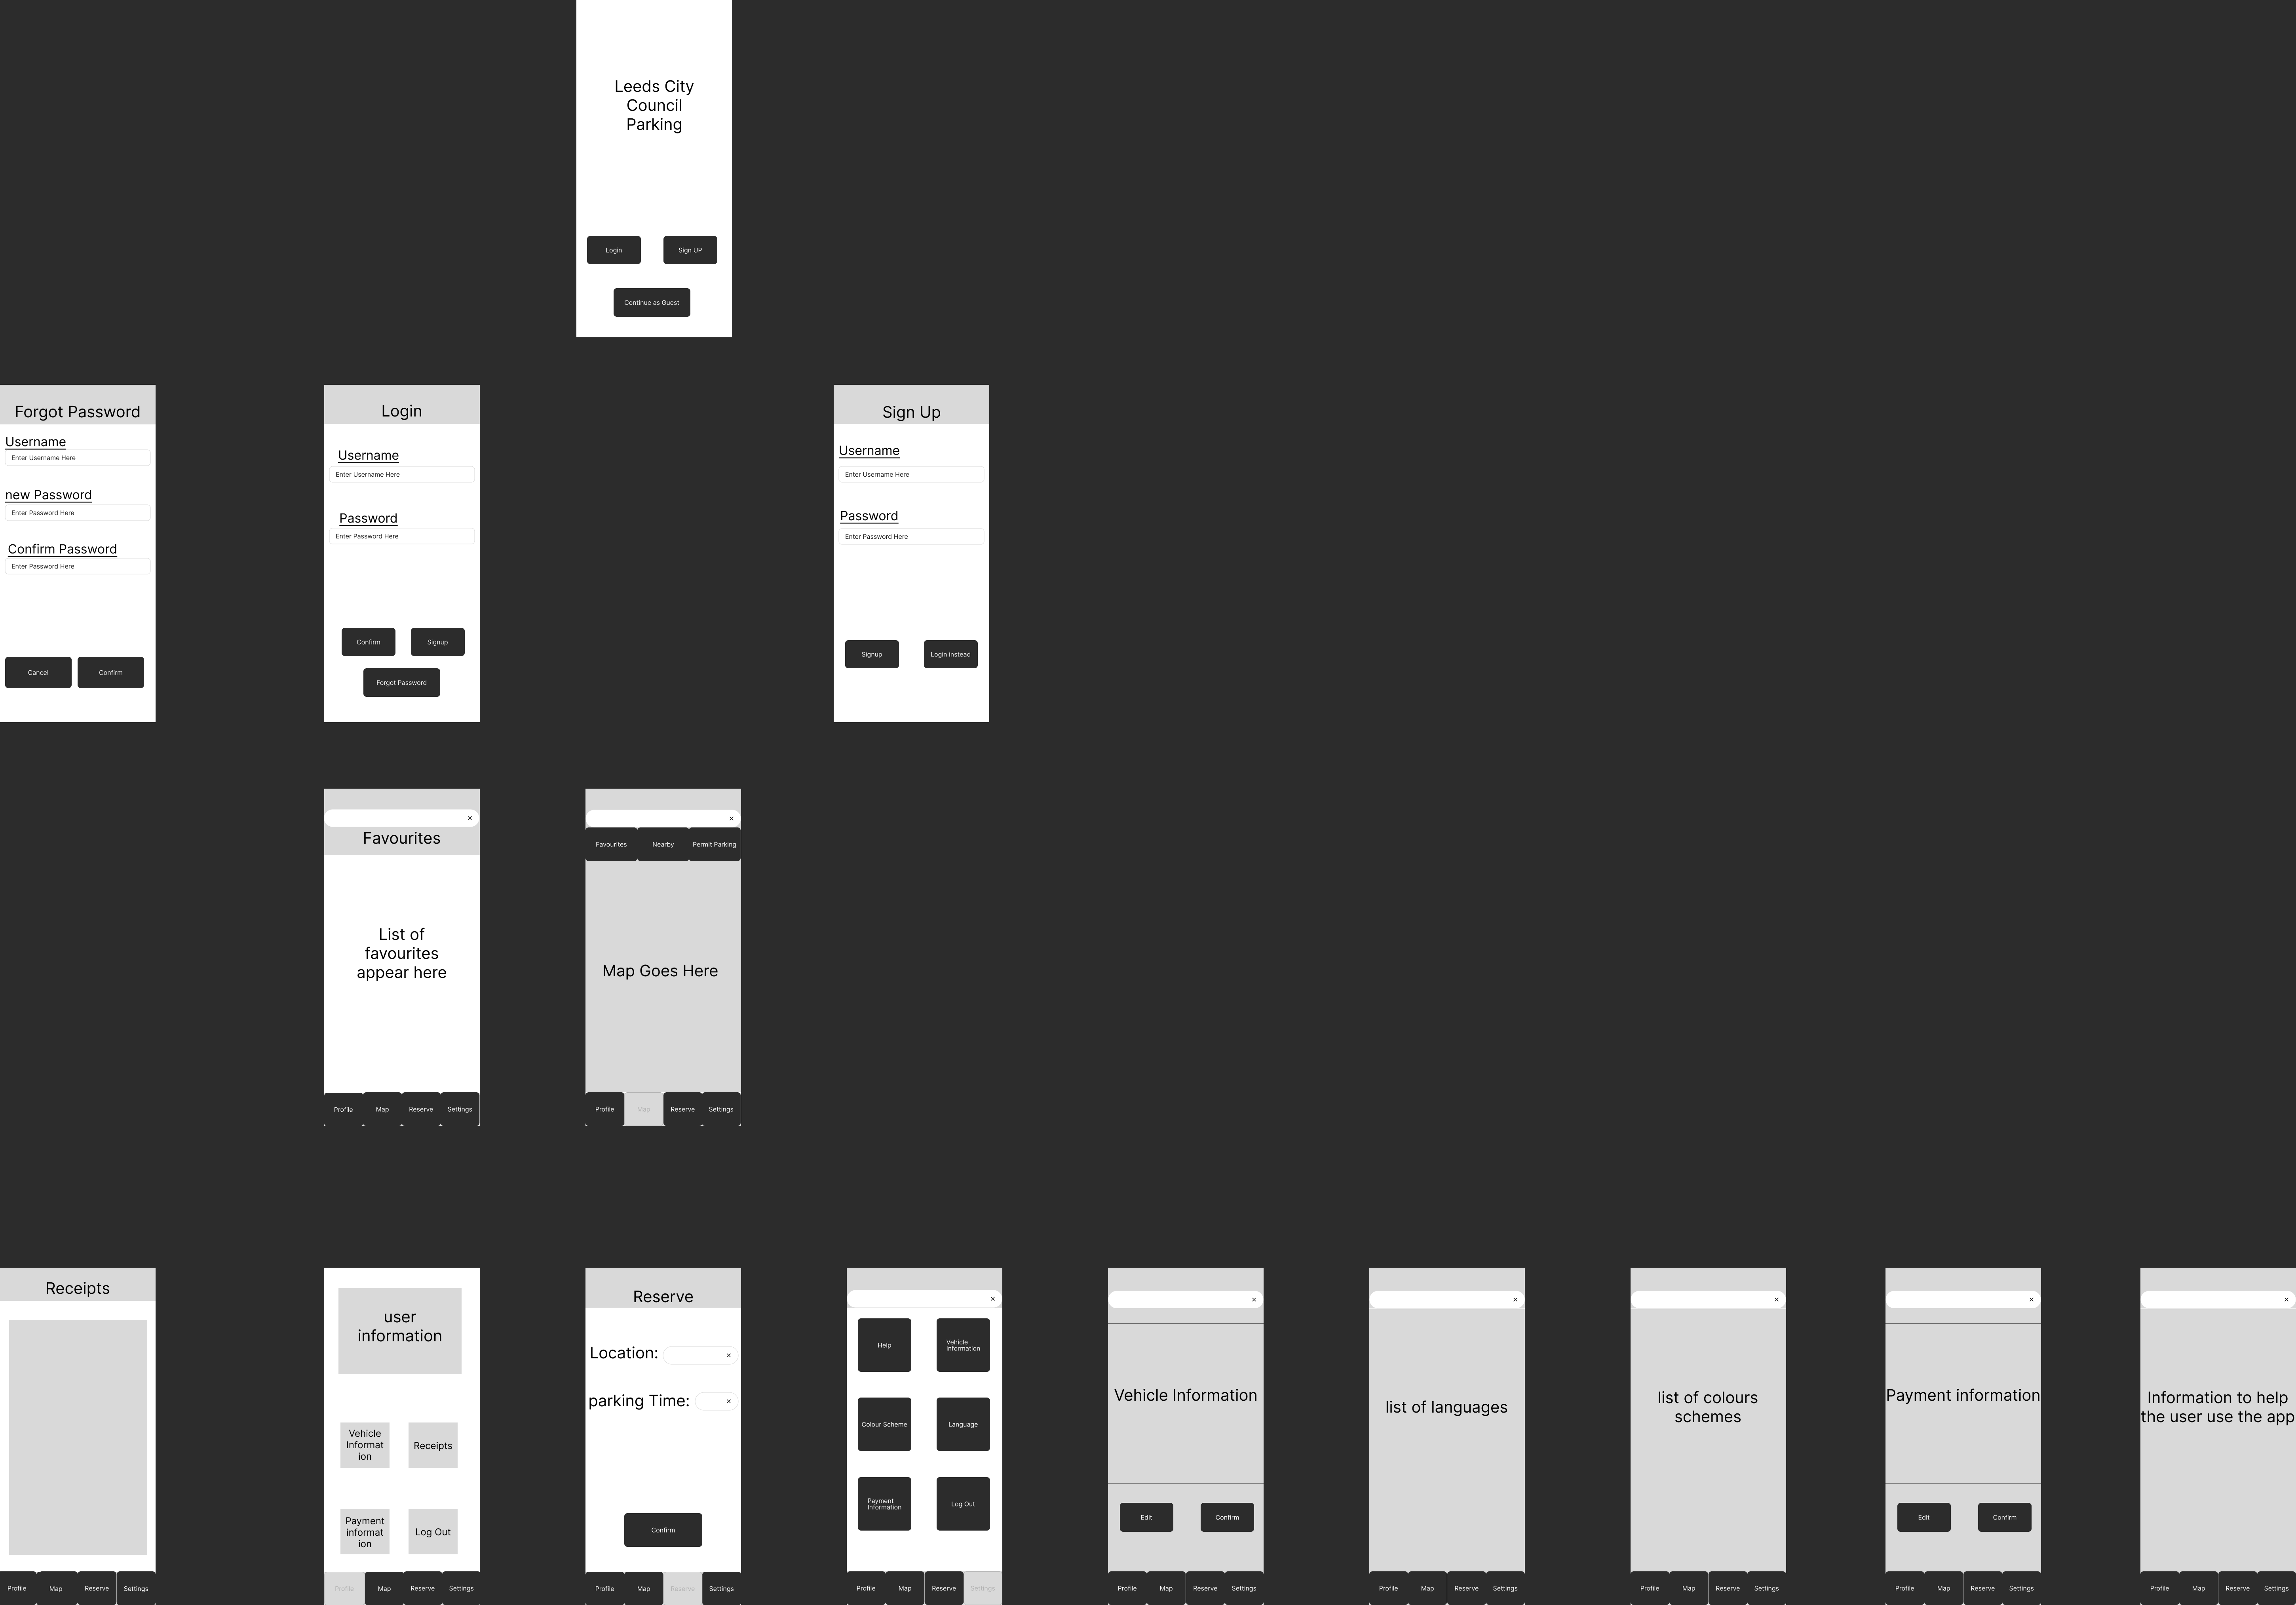 Leeds City
Council
Parking
Login
Sign UP
Continue as Guest
Forgot Password
Username
Enter Username Here
new Password
Enter Password Here
Confirm Password
Enter Password Here
Cancel
Confirm
Login
Username
Enter Username Here
Password
Enter Password Here
Confirm
Signup
Forgot Password
Sign Up
Username
Enter Username Here
Password
Enter Password Here
Signup
Login instead
Favourites
List of
favourites
appear here
Profile
Map
Reserve
Settings
Favourites
Nearby
Permit Parking
Map Goes Here
Profile
Map
Reserve
Settings
Receipts
Profile
Map
Reserve
Settings
user
information
Vehicle
Informat
ion
Receipts
Payment
informat
ion
Log Out
Profile
Map
Reserve
Settings
Reserve
Location:
parking Time:
Confirm
Profile
Map
Reserve
Settings
Help
Vehicle
Information
Colour Scheme
Language
Payment
Information
Log Out
Profile
Map
Reserve
Settings
Vehicle Information
Edit
Confirm
Profile
Map
Reserve
Settings
list of languages
Profile
Map
Reserve
Settings
list of colours
schemes
Profile
Map
Reserve
Settings
Payment information
Edit
Confirm
Profile
Map
Reserve
Settings
Information to help
the user use the app
Profile
Map
Reserve
Settings